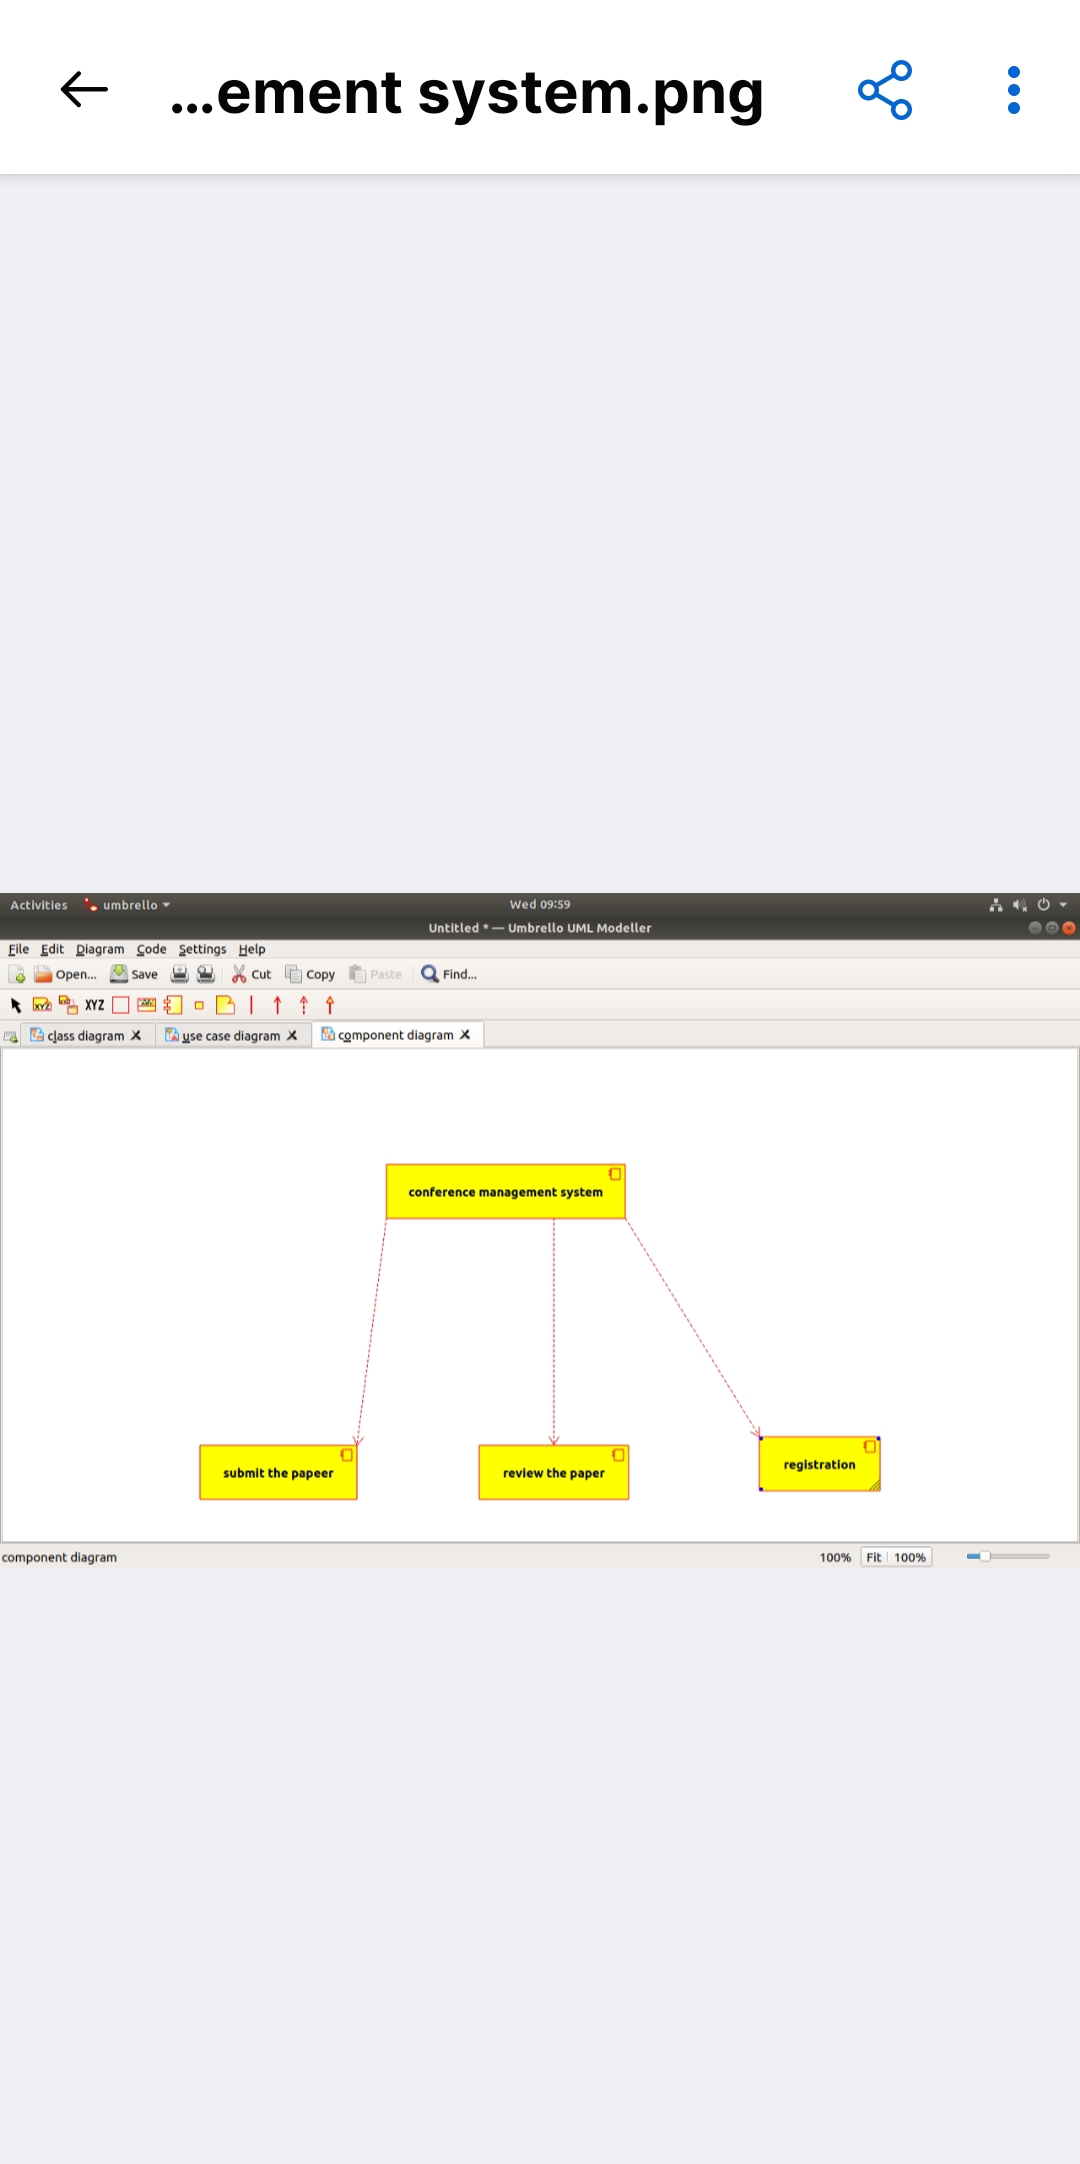 ...ement system.png
Activities umbrello Wed 09:59
Untitled * — Umbrello UML Modeller
File Edit Diagram Code Settings Help
Open... Save Cut Copy Paste Find...
XYZ
class diagram use case diagram component diagram
conference management system
submit the papeer review the paper registration
component diagram 100% Fit 100%